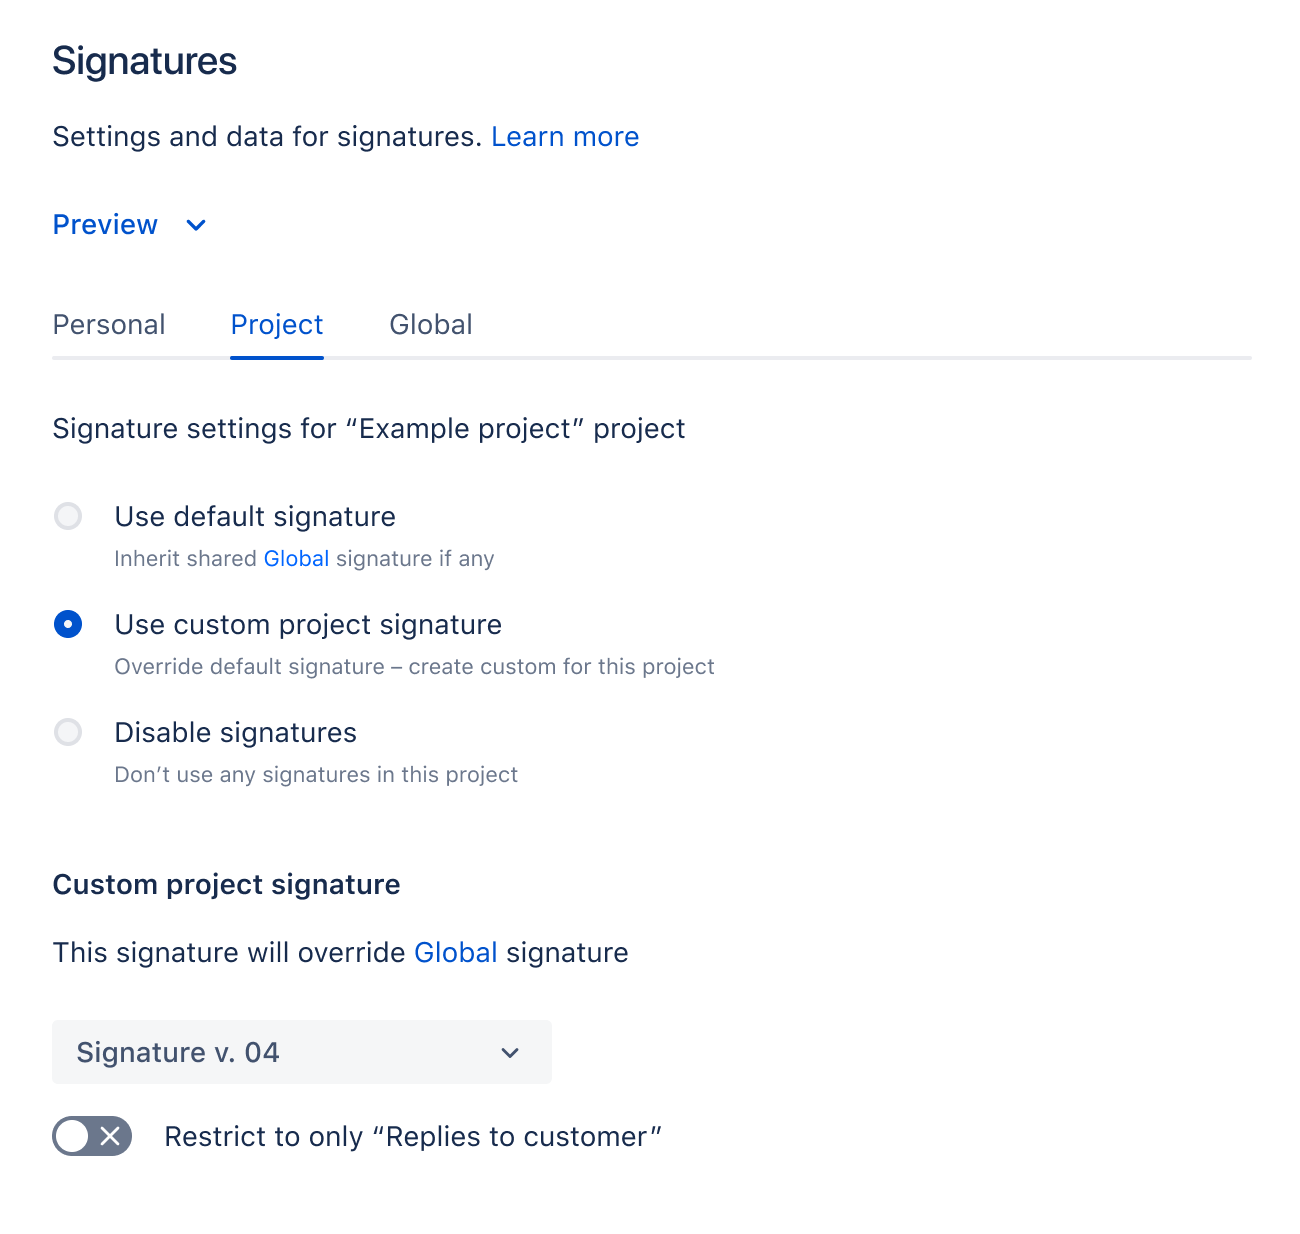 Signatures
Settings and data for signatures. Learn more
Preview
Personal Project Global
Signature settings for “Example project” project
Use default signature
Inherit shared Global signature if any
Use custom project signature
Override default signature – create custom for this project
Disable signatures
Don’t use any signatures in this project
Custom project signature
This signature will override Global signature
Signature v. 04
Restrict to only “Replies to customer”